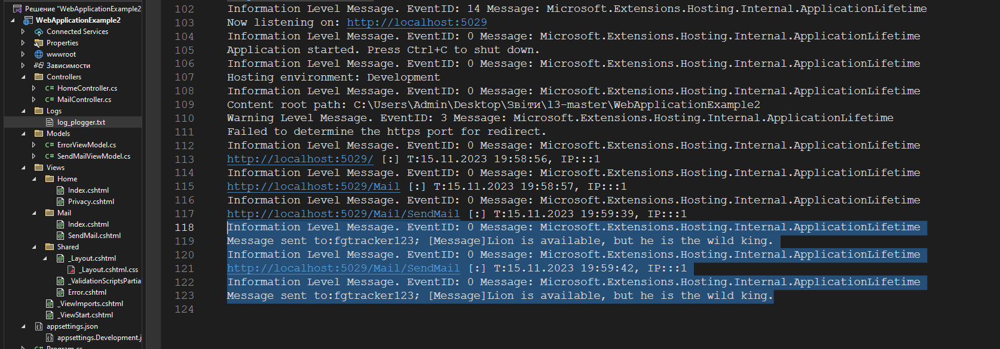 Решение "WebApplicationExample2
WebApplicationExample2
Connected Services
Properties
wwwroot
Зависимости
Controllers
C# HomeController.cs
C# MailController.cs
Logs
log_plogger.txt
Models
C# ErrorViewModel.cs
C# SendMailViewModel.cs
Views
Home
Index.cshtml
Privacy.cshtml
Mail
Index.cshtml
SendMail.cshtml
Shared
_Layout.cshtml
_Layout.cshtml.css
_ValidationScriptsPartia
Error.cshtml
_ViewImports.cshtml
_ViewStart.cshtml
appsettings.json
appsettings.Development.j
C# Program.cs
102 Information Level Message. EventID: 14 Message: Microsoft.Extensions.Hosting.Internal.ApplicationLifetime
103 Now listening on: http://localhost:5029
104 Information Level Message. EventID: 0 Message: Microsoft.Extensions.Hosting.Internal.ApplicationLifetime
105 Application started. Press Ctrl+C to shut down.
106 Information Level Message. EventID: 0 Message: Microsoft.Extensions.Hosting.Internal.ApplicationLifetime
107 Hosting environment: Development
108 Information Level Message. EventID: 0 Message: Microsoft.Extensions.Hosting.Internal.ApplicationLifetime
109 Content root path: C:\Users\Admin\Desktop\Звіти\l3-master\WebApplicationExample2
110 Warning Level Message. EventID: 3 Message: Microsoft.Extensions.Hosting.Internal.ApplicationLifetime
111 Failed to determine the https port for redirect.
112 Information Level Message. EventID: 0 Message: Microsoft.Extensions.Hosting.Internal.ApplicationLifetime
113 http://localhost:5029/ [:] T:15.11.2023 19:58:56, IP:::1
114 Information Level Message. EventID: 0 Message: Microsoft.Extensions.Hosting.Internal.ApplicationLifetime
115 http://localhost:5029/Mail [:] T:15.11.2023 19:58:57, IP:::1
116 Information Level Message. EventID: 0 Message: Microsoft.Extensions.Hosting.Internal.ApplicationLifetime
117 http://localhost:5029/Mail/SendMail [:] T:15.11.2023 19:59:39, IP:::1
118 Information Level Message. EventID: 0 Message: Microsoft.Extensions.Hosting.Internal.ApplicationLifetime
119 Message sent to:fgtracker123; [Message]Lion is available, but he is the wild king.
120 Information Level Message. EventID: 0 Message: Microsoft.Extensions.Hosting.Internal.ApplicationLifetime
121 http://localhost:5029/Mail/SendMail [:] T:15.11.2023 19:59:42, IP:::1
122 Information Level Message. EventID: 0 Message: Microsoft.Extensions.Hosting.Internal.ApplicationLifetime
123 Message sent to:fgtracker123; [Message]Lion is available, but he is the wild king.
124